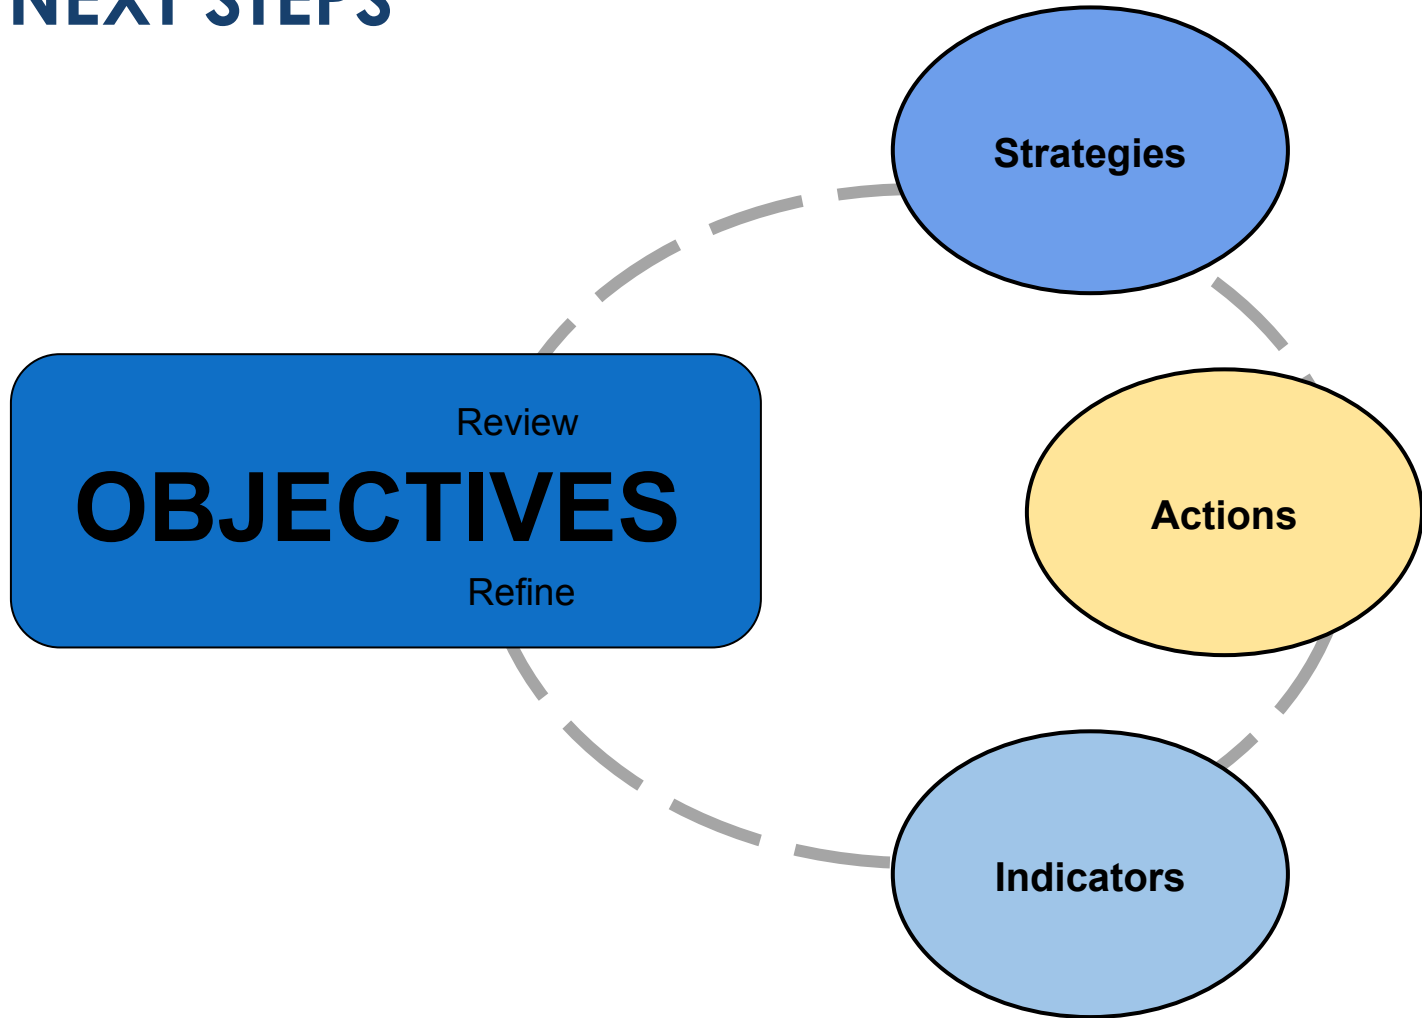 NEXT STEPS
Strategies
Review
OBJECTIVES
Actions
Refine
Indicators